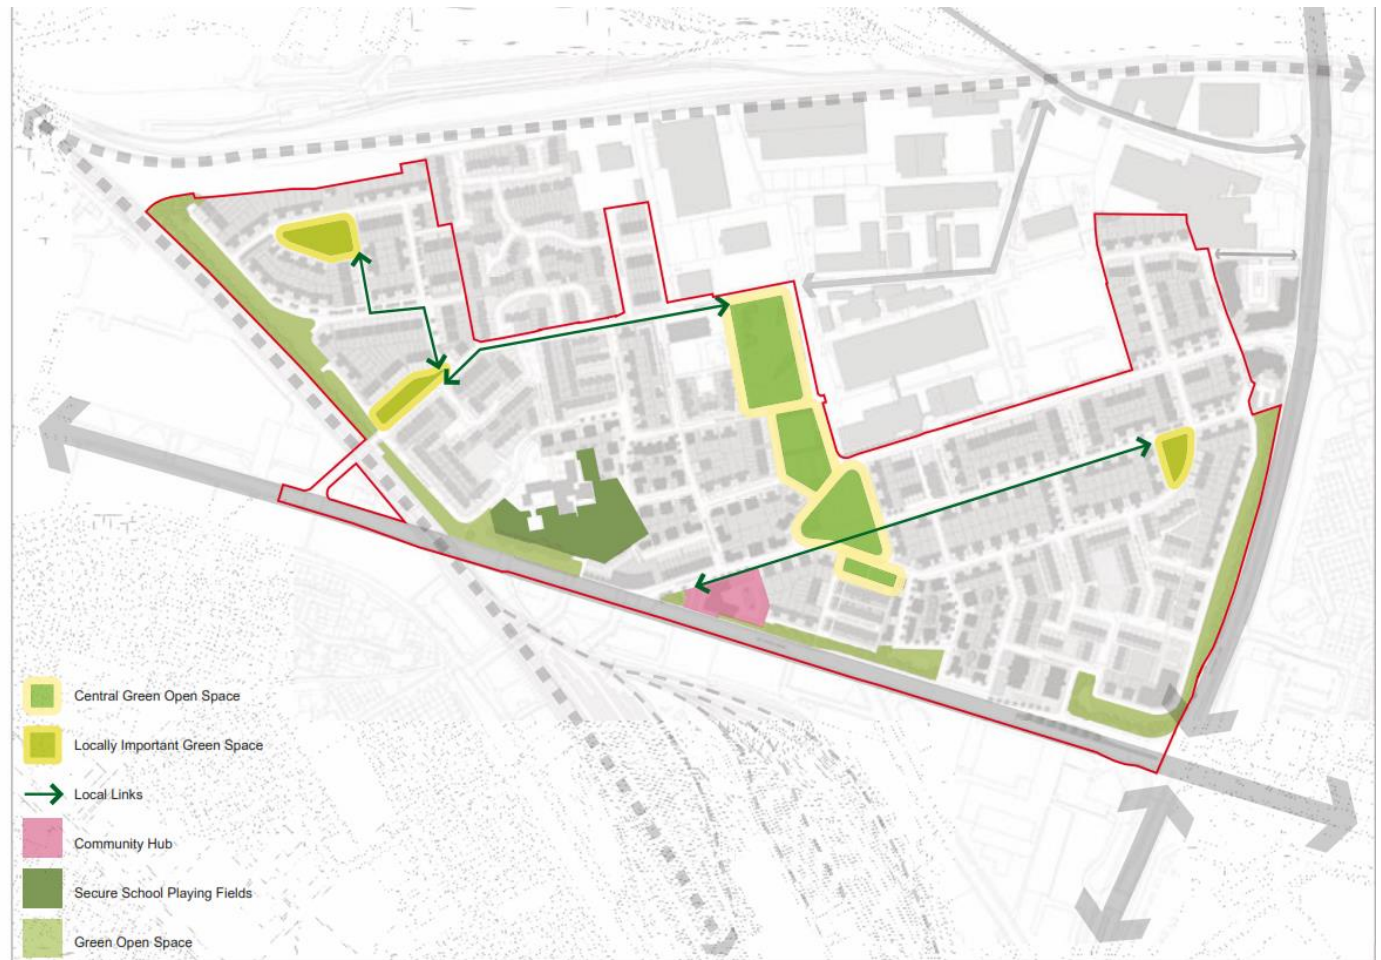 Central Green Open Space
Locally Important Green Space
Local Links
Community Hub
Secure School Playing Fields
Green Open Space